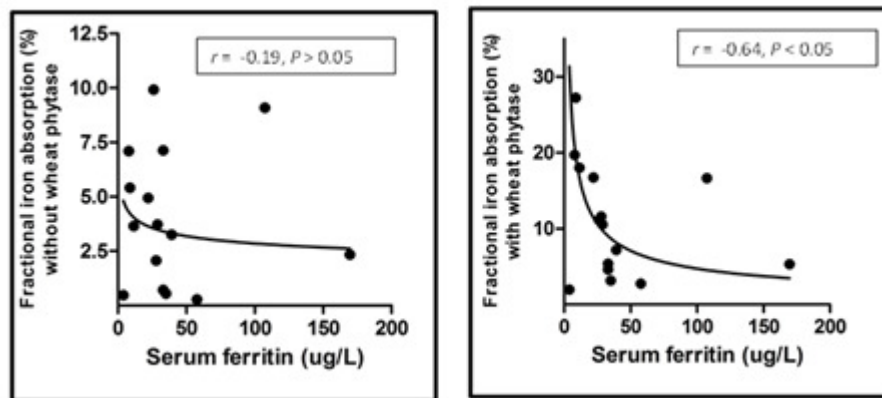 Fractional iron absorption (%)
without wheat phytase
12.5
10.0
7.5
5.0
2.5
0
50
100
150
200
Serum ferritin (ug/L)
r = -0.19, P > 0.05
Fractional iron absorption (%)
with wheat phytase
30
20
10
0
0
50
100
150
200
Serum ferritin (ug/L)
r = -0.64, P < 0.05